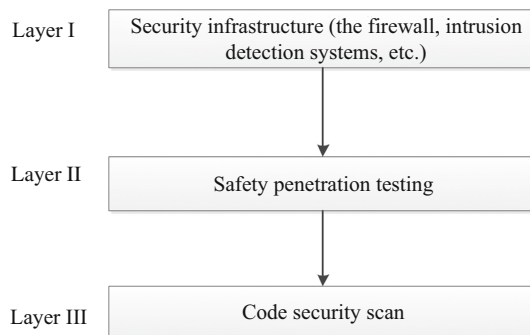 Layer I
Security infrastructure (the firewall, intrusion
detection systems, etc.)
Layer II
Safety penetration testing
Layer III
Code security scan